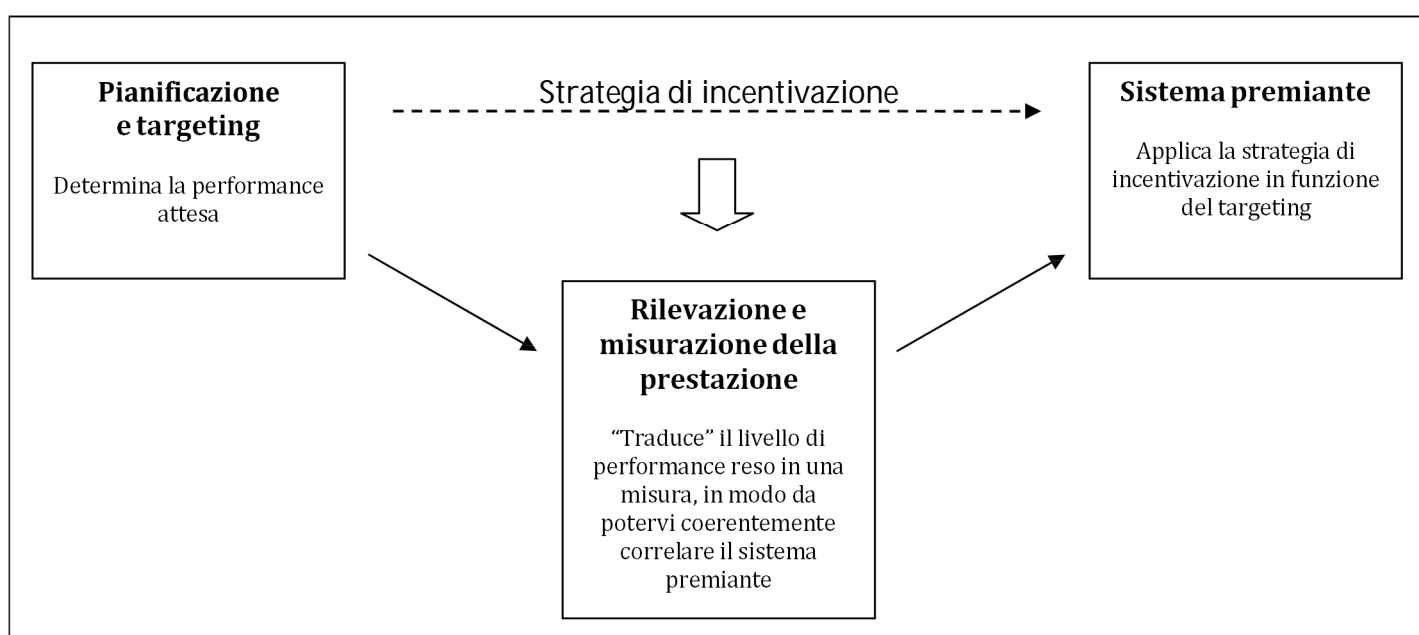 Pianificazione
e targeting
Determina la performance
attesa
Strategia di incentivazione
Sistema premiante
Applica la strategia di
incentivazione in funzione
del targeting
Rilevazione e
misurazione della
prestazione
“Traduce” il livello di
performance reso in una
misura, in modo da
potervi coerentemente
correlare il sistema
premiante